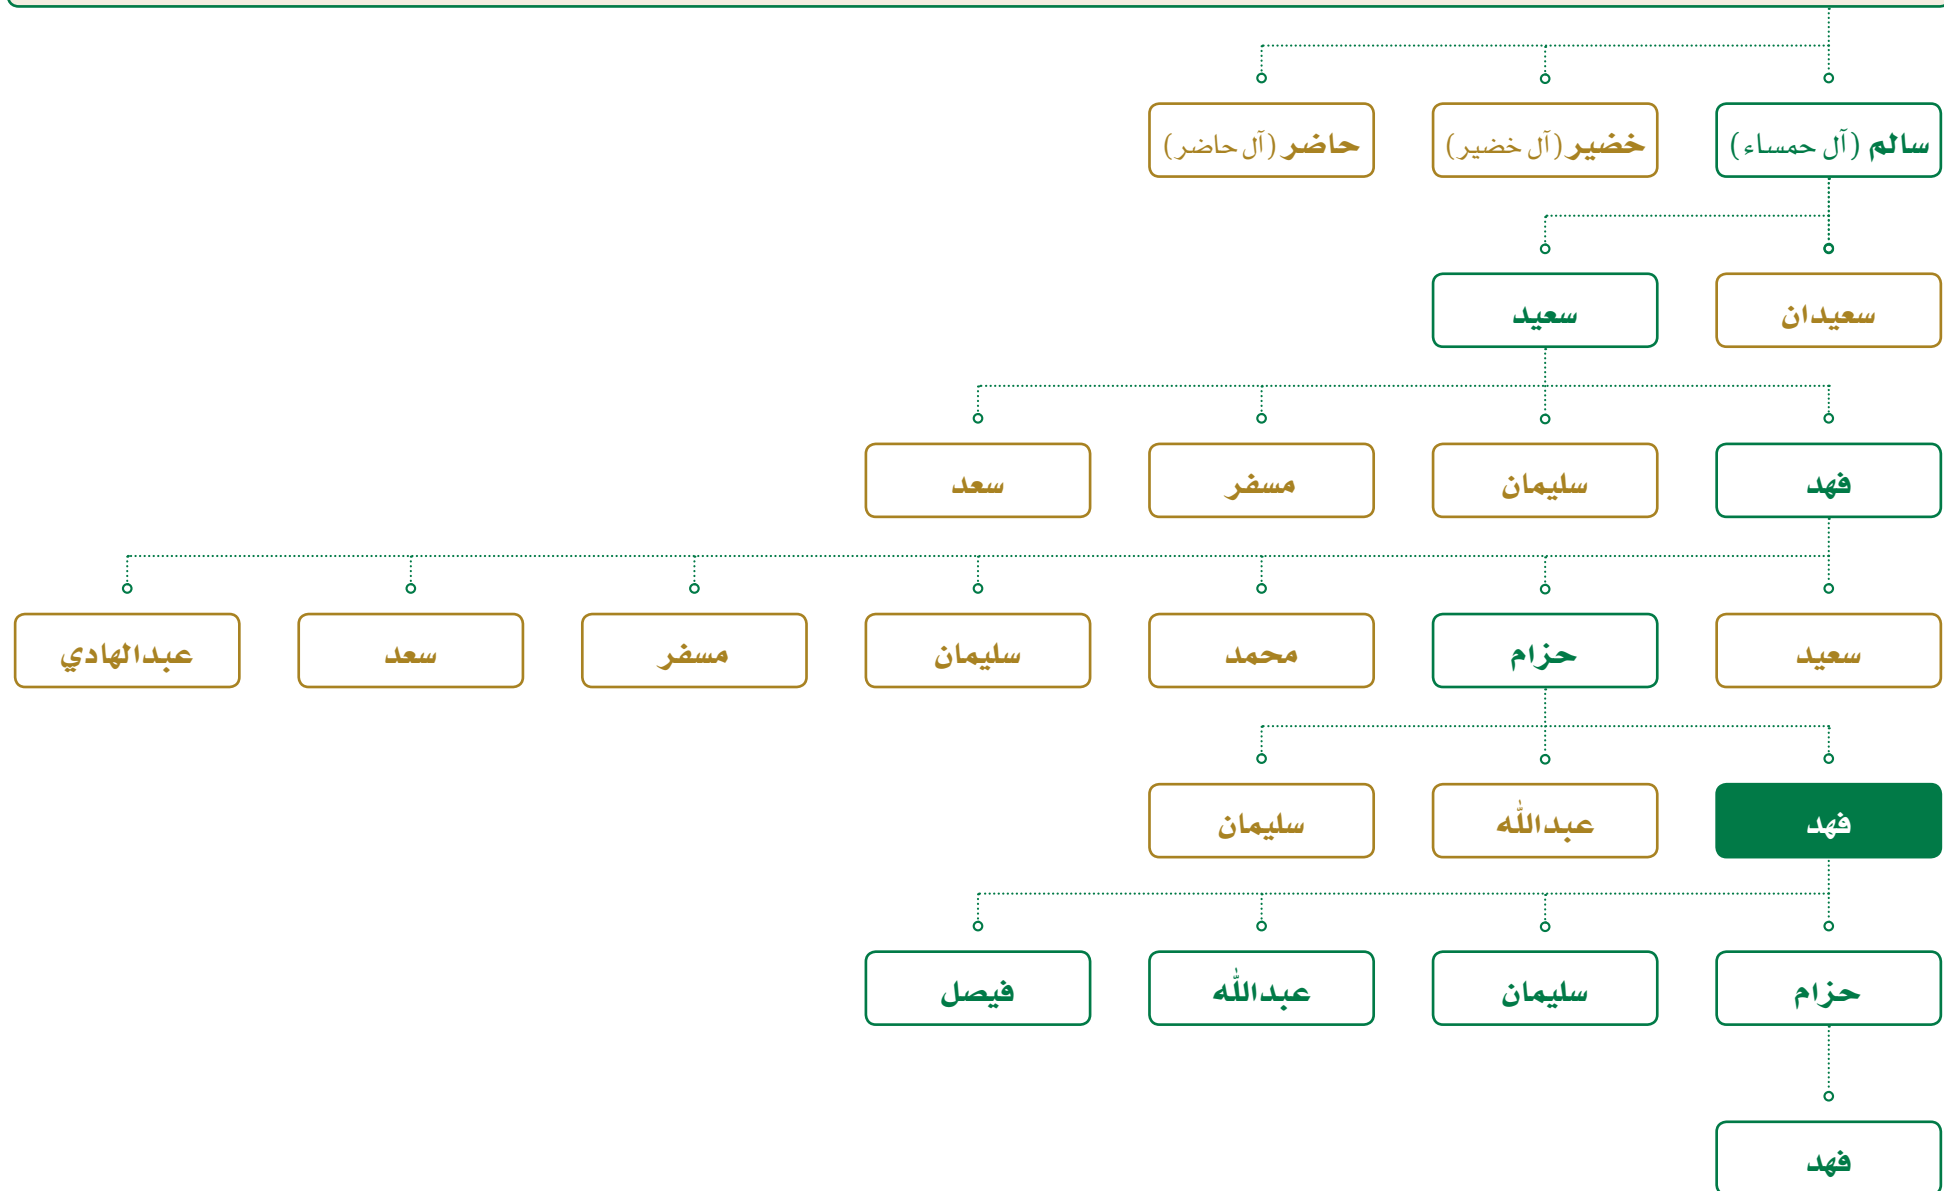 سالم (آل حمساء) خضير (آل خضير) حاضر (آل حاضر)
سعيدان سعيد
فهد سليمان مسفر سعد
سعيد حزام محمد سليمان مسفر سعد عبدالهادي
فهد عبدالله سليمان
حزام سليمان عبدالله فيصل
فهد